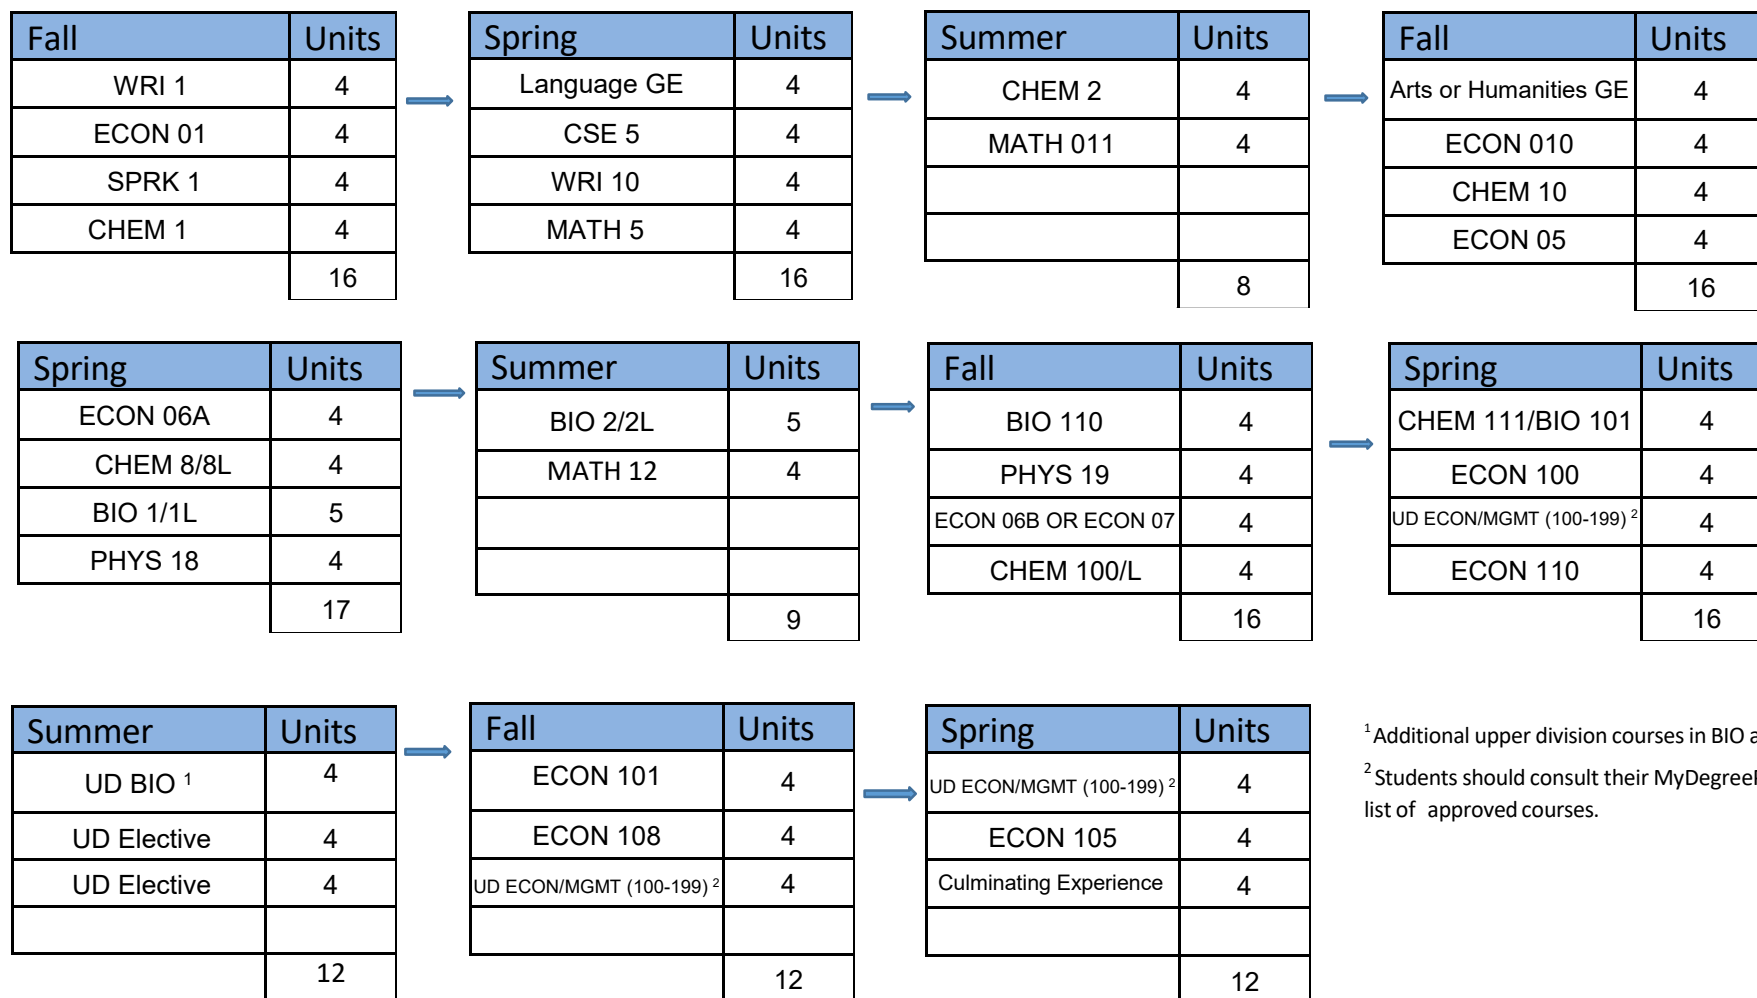 Fall Units
WRI 1 4
ECON 01 4
SPRK 1 4
CHEM 1 4
16
Spring Units
Language GE 4
CSE 5 4
WRI 10 4
MATH 5 4
16
Summer Units
CHEM 2 4
MATH 011 4
8
Fall Units
Arts or Humanities GE 4
ECON 010 4
CHEM 10 4
ECON 05 4
16
Spring Units
ECON 06A 4
CHEM 8/8L 4
BIO 1/1L 5
PHYS 18 4
17
Summer Units
BIO 2/2L 5
MATH 12 4
9
Fall Units
BIO 110 4
PHYS 19 4
ECON 06B OR ECON 07 4
CHEM 100/L 4
16
Spring Units
CHEM 111/BIO 101 4
ECON 100 4
UD ECON/MGMT (100-199) 2 4
ECON 110 4
16
Summer Units
UD BIO 1 4
UD Elective 4
UD Elective 4
12
Fall Units
ECON 101 4
ECON 108 4
UD ECON/MGMT (100-199) 2 4
12
Spring Units
UD ECON/MGMT (100-199) 2 4
ECON 105 4
Culminating Experience 4
12
1 Additional upper division courses in BIO a
2 Students should consult their MyDegree
list of approved courses.